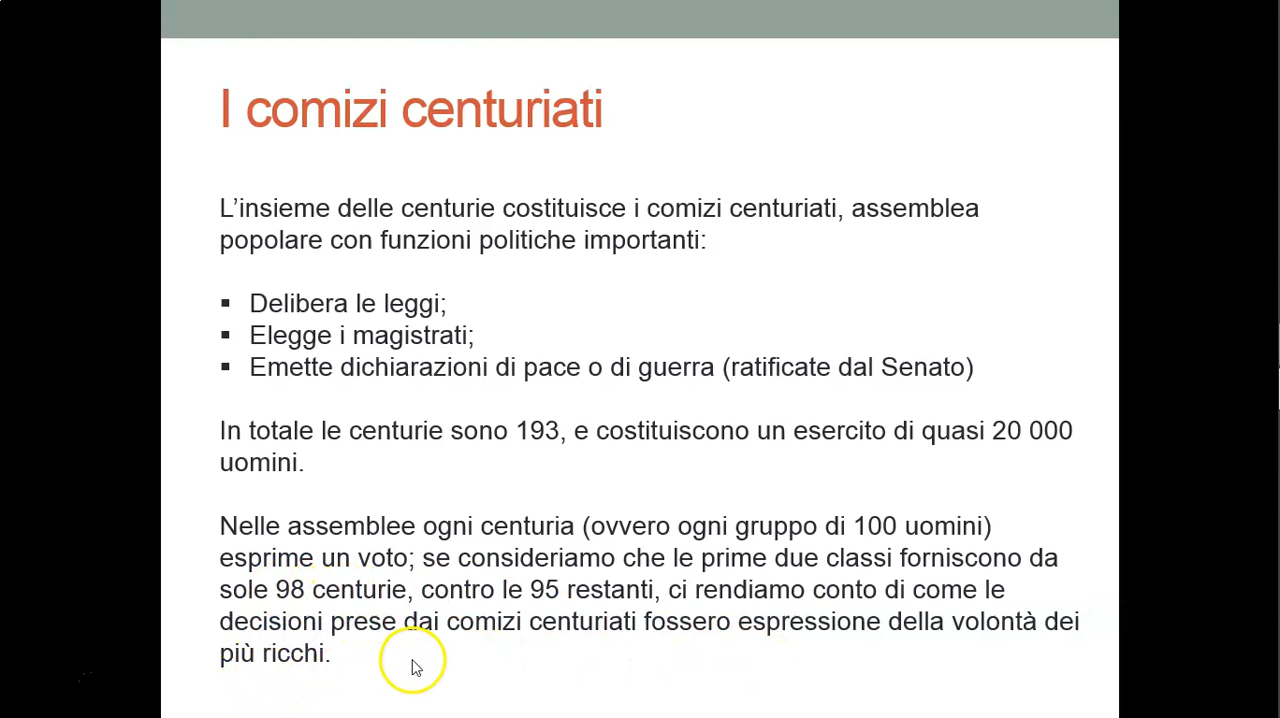 I comizi centuriati
L’insieme delle centurie costituisce i comizi centuriati, assemblea
popolare con funzioni politiche importanti:
▪ Delibera le leggi;
▪ Elegge i magistrati;
▪ Emette dichiarazioni di pace o di guerra (ratificate dal Senato)
In totale le centurie sono 193, e costituiscono un esercito di quasi 20 000
uomini.
Nelle assemblee ogni centuria (ovvero ogni gruppo di 100 uomini)
esprime un voto; se consideriamo che le prime due classi forniscono da
sole 98 centurie, contro le 95 restanti, ci rendiamo conto di come le
decisioni prese dai comizi centuriati fossero espressione della volontà dei
più ricchi.